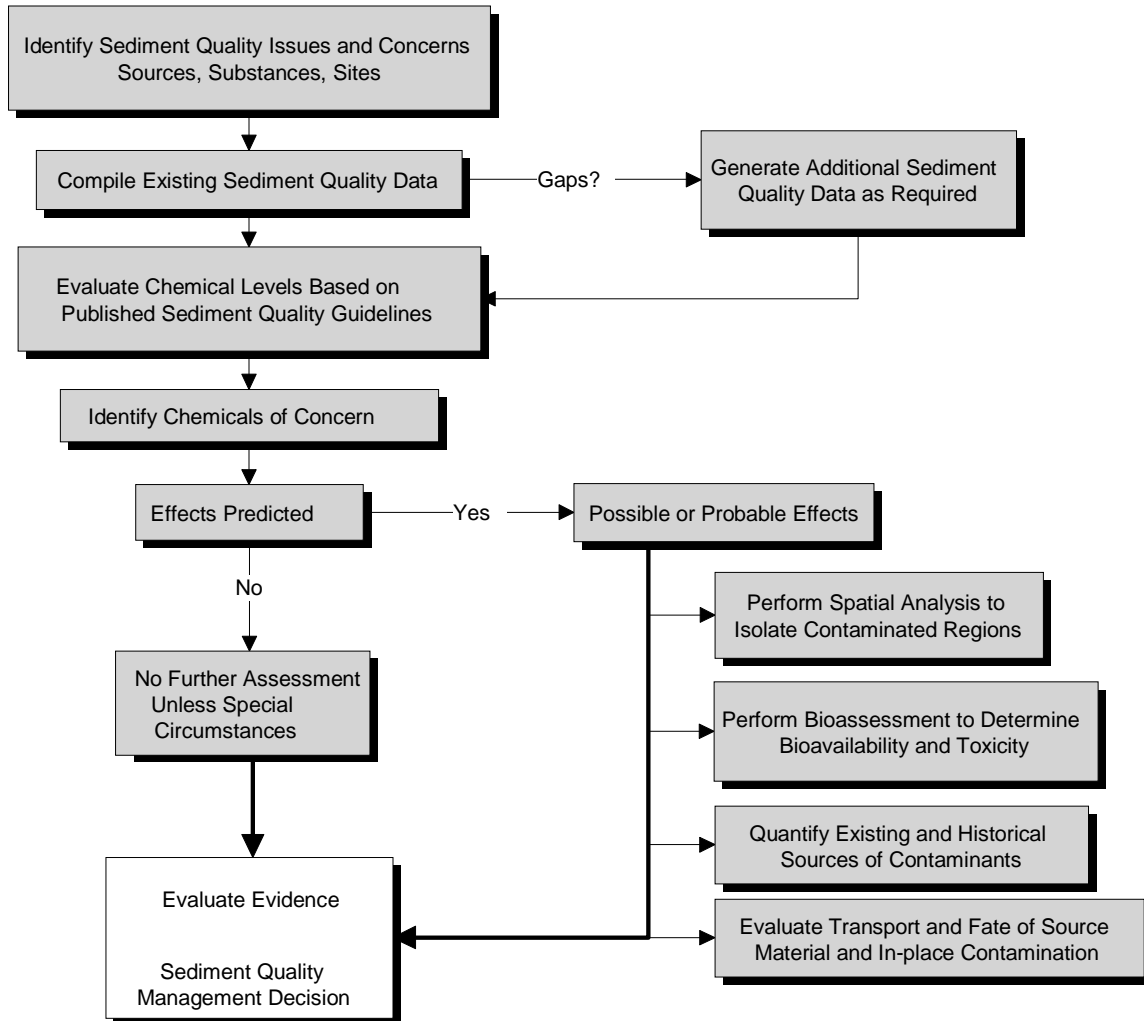 Identify Sediment Quality Issues and Concerns
Sources, Substances, Sites
Compile Existing Sediment Quality Data
Gaps?
Generate Additional Sediment
Quality Data as Required
Evaluate Chemical Levels Based on
Published Sediment Quality Guidelines
Identify Chemicals of Concern
Effects Predicted
Yes
Possible or Probable Effects
No
Perform Spatial Analysis to
Isolate Contaminated Regions
No Further Assessment
Unless Special
Circumstances
Perform Bioassessment to Determine
Bioavailability and Toxicity
Quantify Existing and Historical
Sources of Contaminants
Evaluate Transport and Fate of Source
Material and In-place Contamination
Evaluate Evidence
Sediment Quality
Management Decision